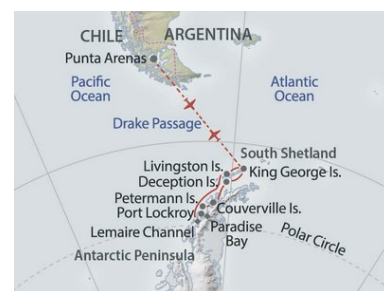 CHILE
ARGENTINA
Punta Arenas
Pacific
Ocean
Atlantic
Ocean
Drake Passage
South Shetland
Livingston Is.
King George Is.
Deception Is.
Petermann Is.
Couverville Is.
Port Lockroy
Lemaire Channel
Paradise
Bay
Polar Circle
Antarctic Peninsula